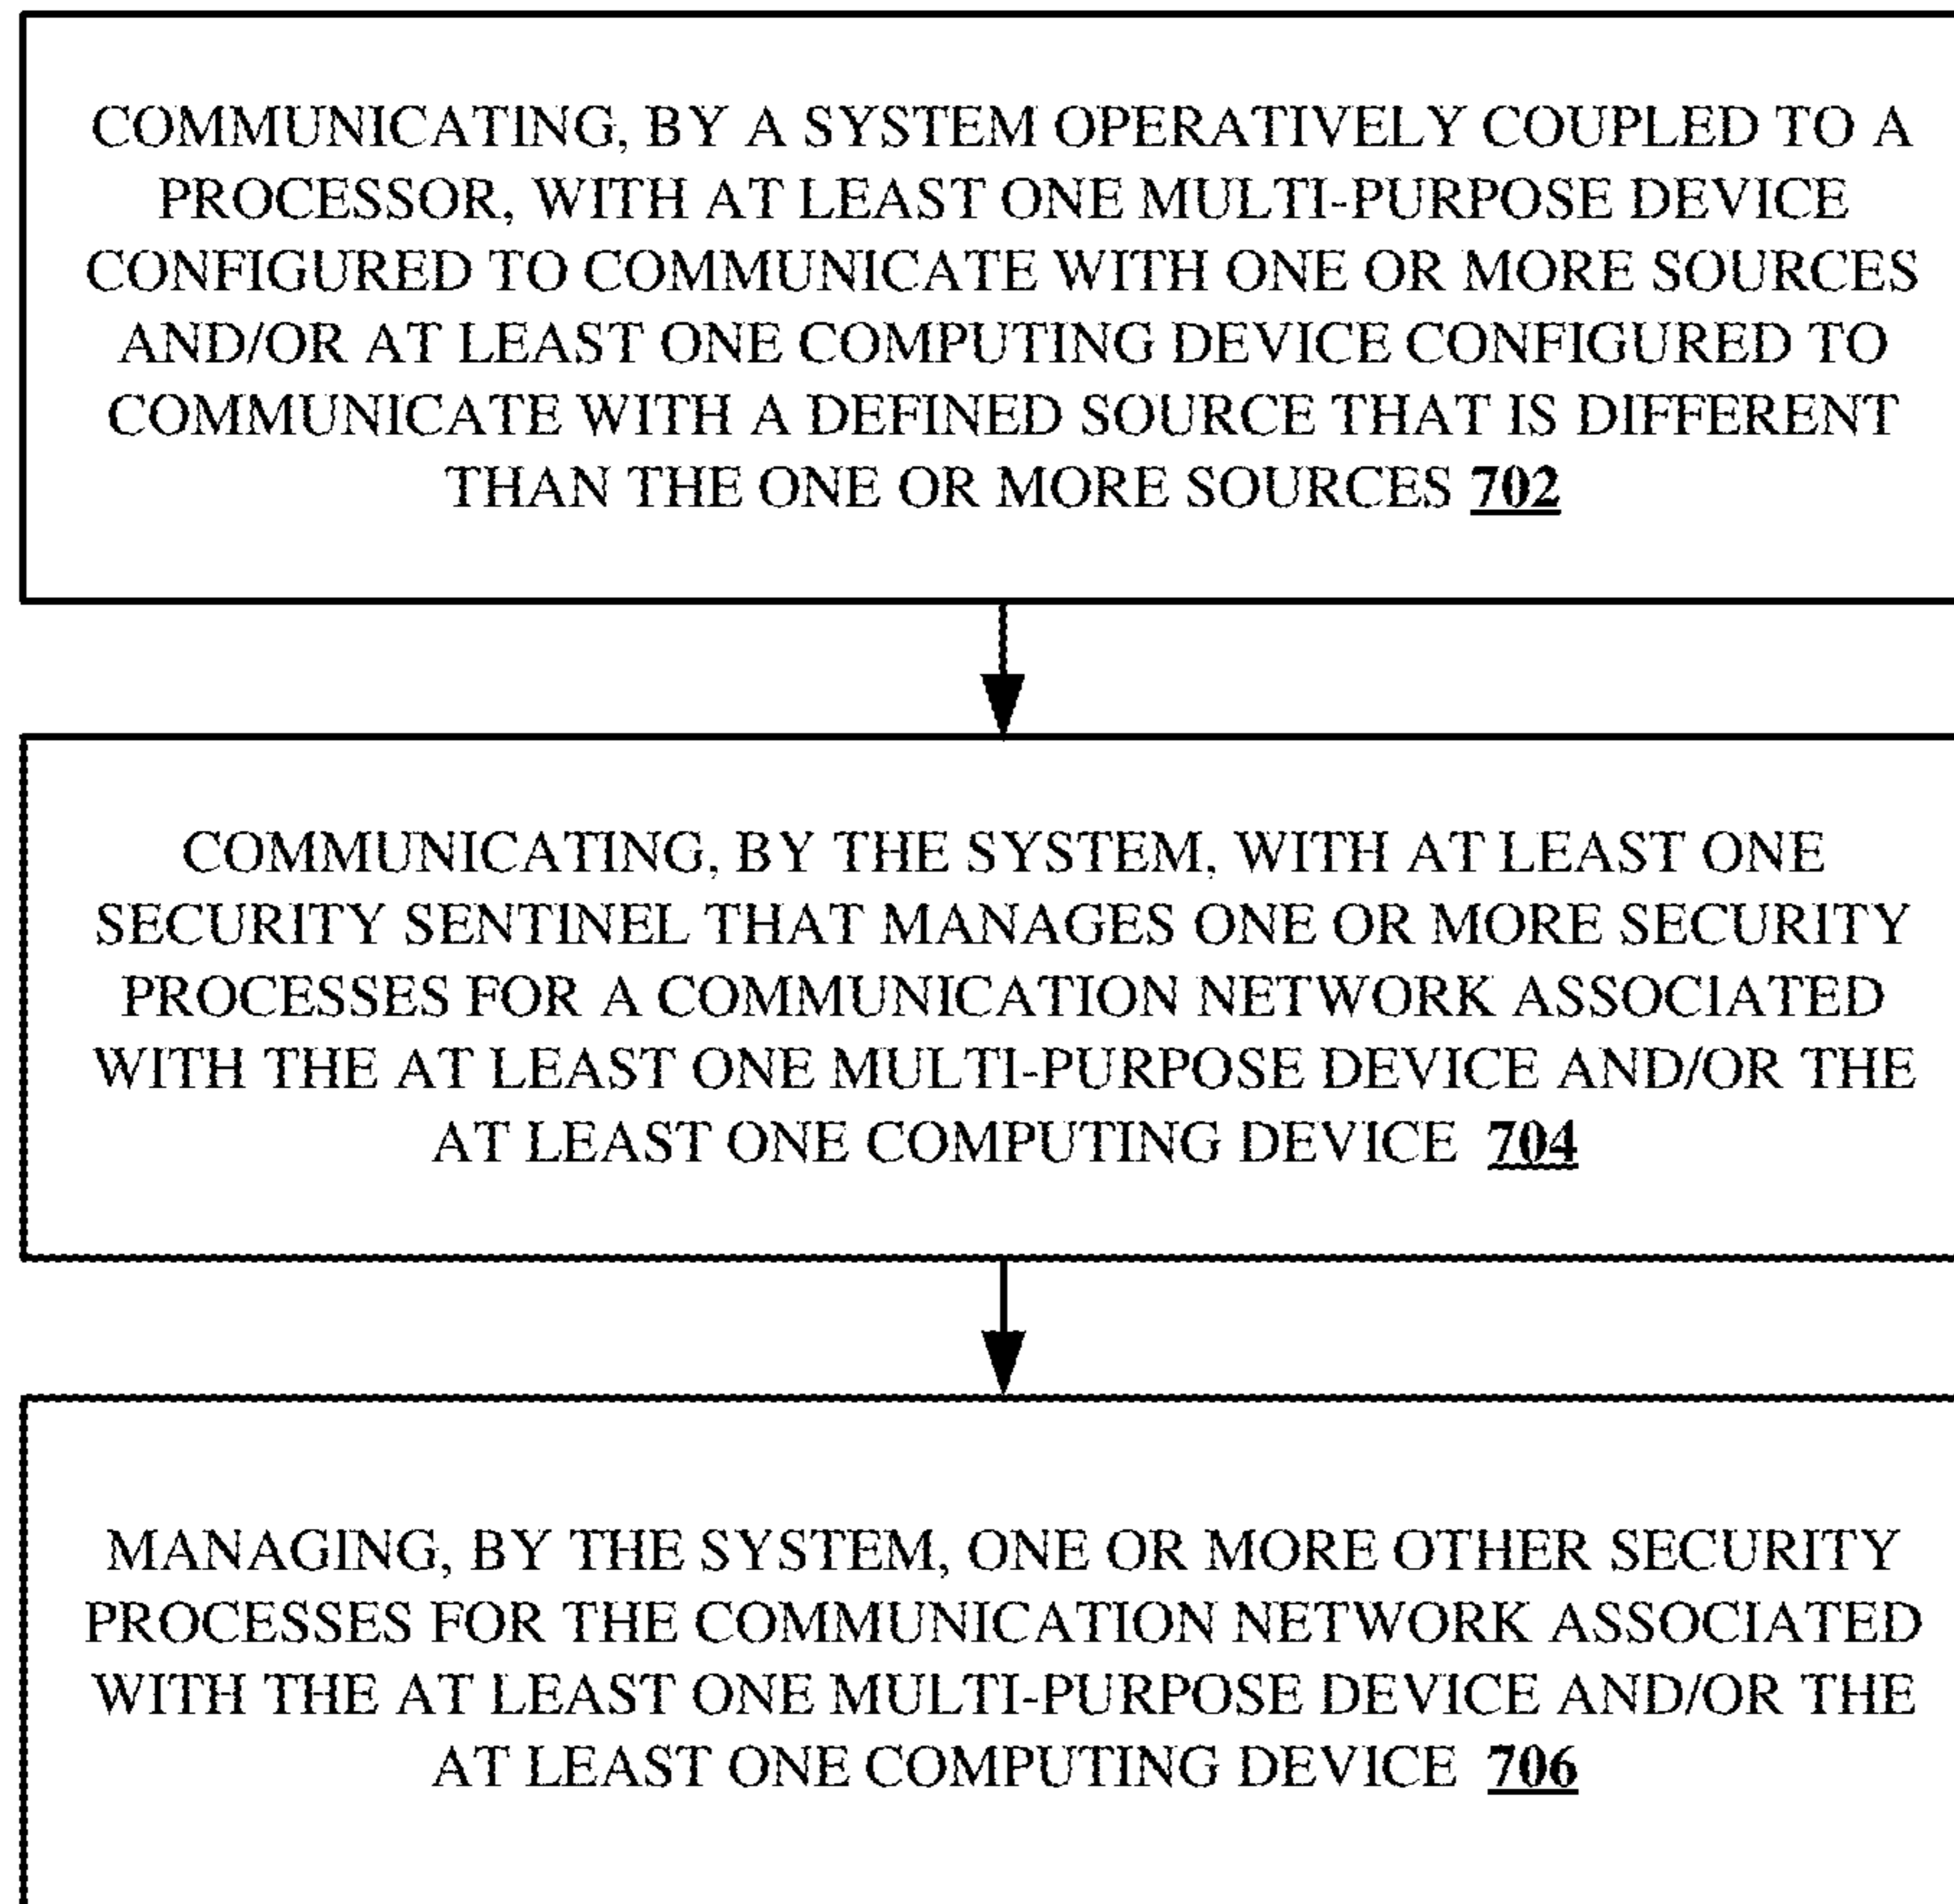 COMMUNICATING, BY A SYSTEM OPERATIVELY COUPLED TO A
PROCESSOR, WITH AT LEAST ONE MULTI-PURPOSE DEVICE
CONFIGURED TO COMMUNICATE WITH ONE OR MORE SOURCES
AND/OR AT LEAST ONE COMPUTING DEVICE CONFIGURED TO
COMMUNICATE WITH A DEFINED SOURCE THAT IS DIFFERENT
THAN THE ONE OR MORE SOURCES 702
COMMUNICATING, BY THE SYSTEM, WITH AT LEAST ONE
SECURITY SENTINEL THAT MANAGES ONE OR MORE SECURITY
PROCESSES FOR A COMMUNICATION NETWORK ASSOCIATED
WITH THE AT LEAST ONE MULTI-PURPOSE DEVICE AND/OR THE
AT LEAST ONE COMPUTING DEVICE 704
MANAGING, BY THE SYSTEM, ONE OR MORE OTHER SECURITY
PROCESSES FOR THE COMMUNICATION NETWORK ASSOCIATED
WITH THE AT LEAST ONE MULTI-PURPOSE DEVICE AND/OR THE
AT LEAST ONE COMPUTING DEVICE 706